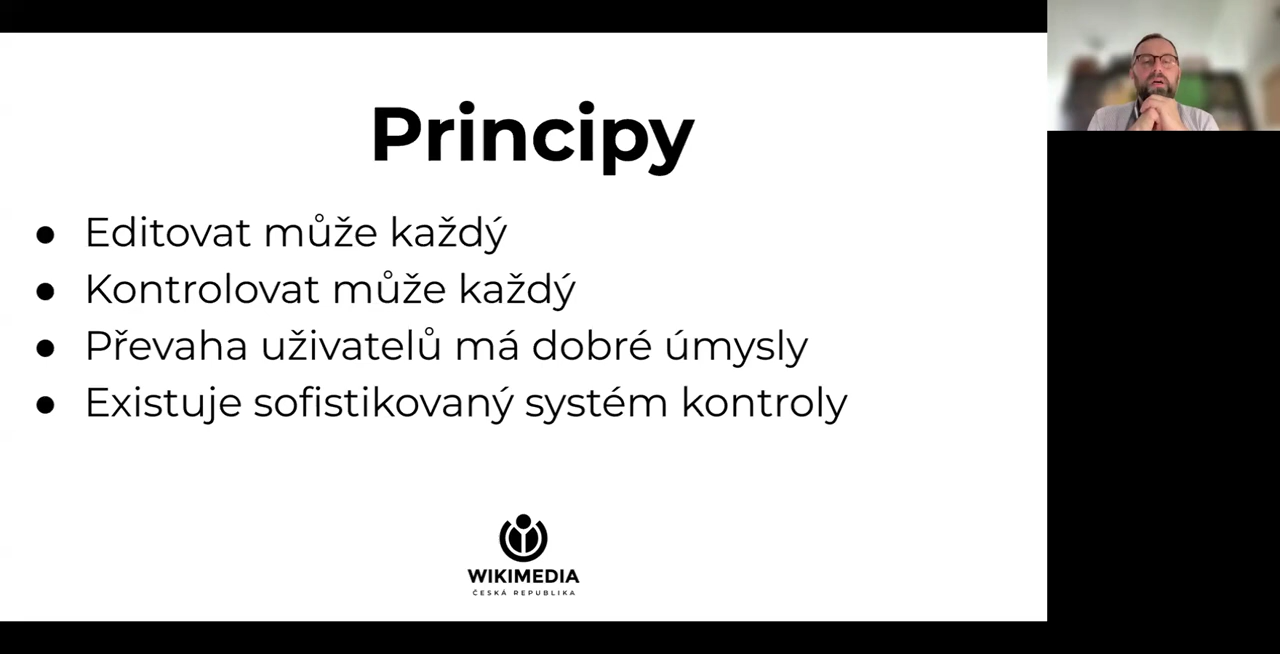 Principy
● Editovat může každý
● Kontrolovat může každý
● Převaha uživatelů má dobré úmysly
● Existuje sofistikovaný systém kontroly
WIKIMEDIA
ČESKÁ REPUBLIKA